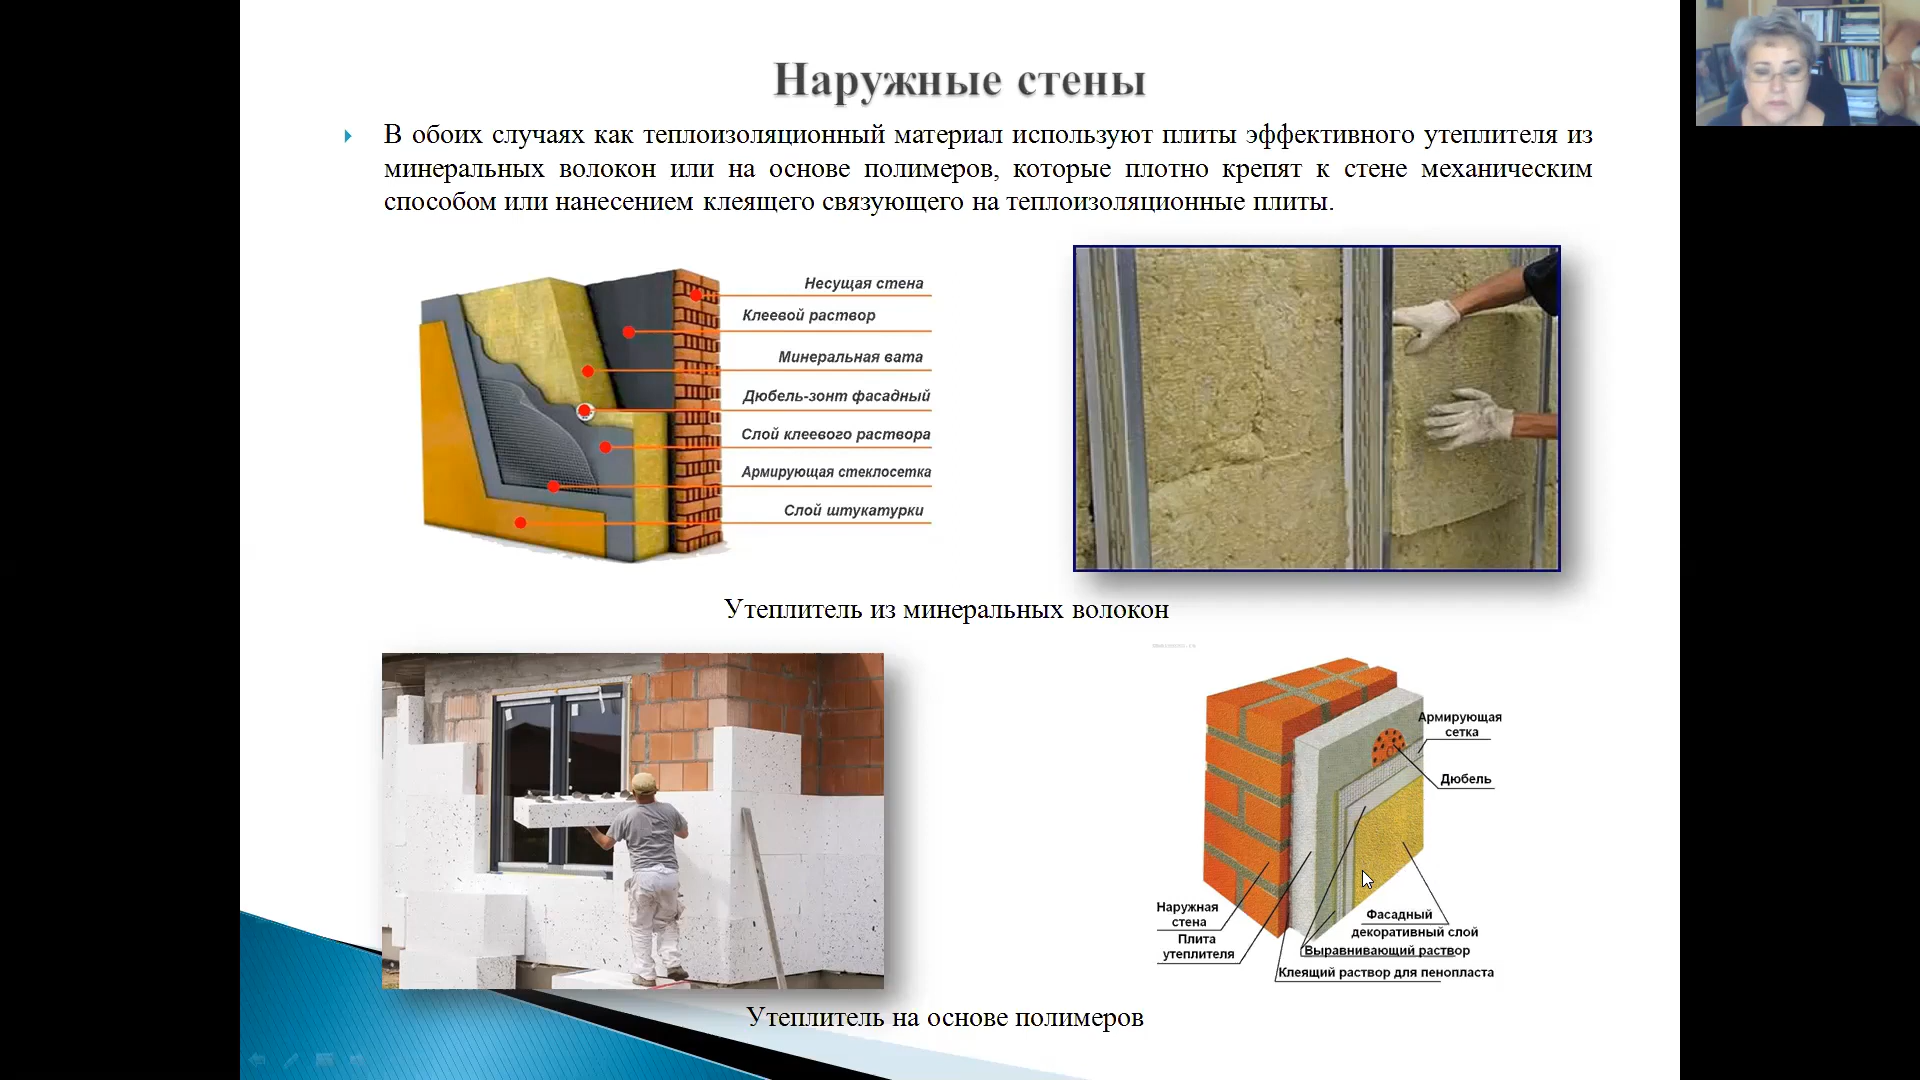 Наружные стены
В обоих случаях как теплоизоляционный материал используют плиты эффективного утеплителя из
минеральных волокон или на основе полимеров, которые плотно крепят к стене механическим
способом или нанесением клеящего связующего на теплоизоляционные плиты.
Несущая стена
Клеевой раствор
Минеральная вата
Дюбель-зонт фасадный
Слой клеевого раствора
Армирующая стеклосетка
Слой штукатурки
Утеплитель из минеральных волокон
Армирующая
сетка
Дюбель
Наружная
стена
Плита
утеплителя
Фасадный
декоративный слой
Выравнивающий раствор
Клеящий раствор для пенопласта
Утеплитель на основе полимеров